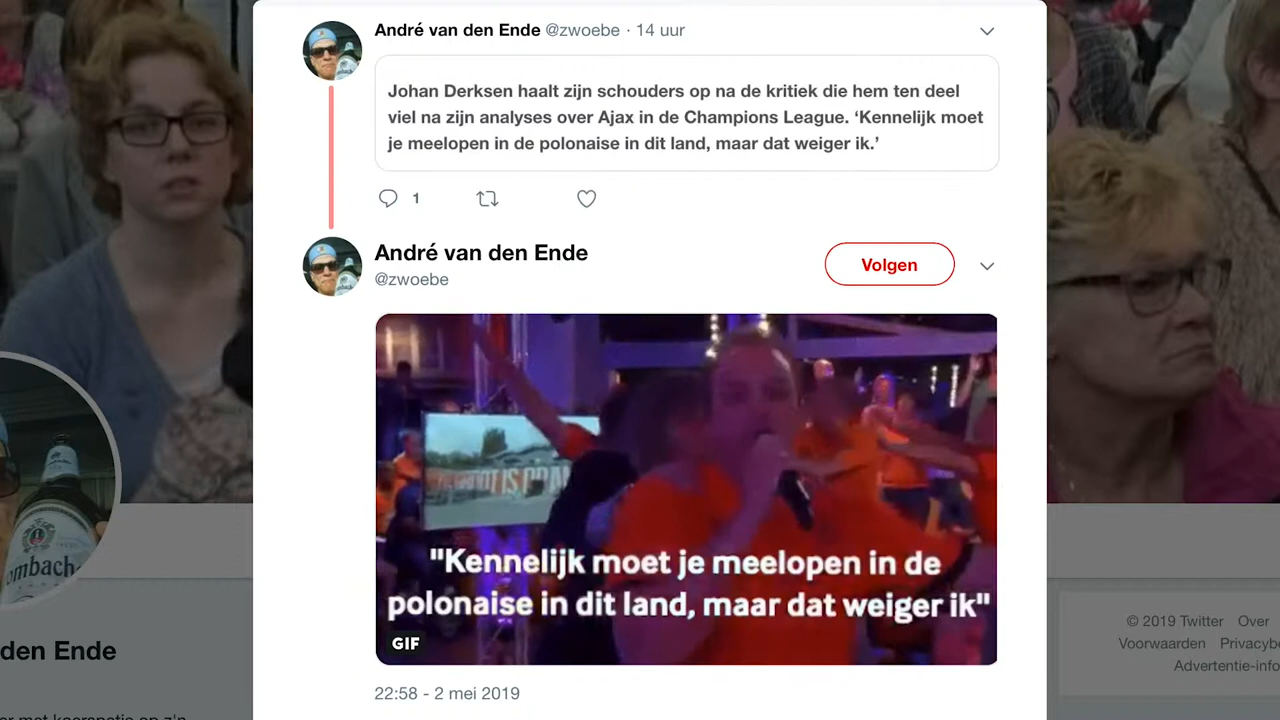 André van den Ende @zwoebe · 14 uur
Johan Derksen haalt zijn schouders op na de kritiek die hem ten deel
viel na zijn analyses over Ajax in de Champions League. ‘Kennelijk moet
je meelopen in de polonaise in dit land, maar dat weiger ik.’
1
André van den Ende
@zwoebe
Volgen
"Kennelijk moet je meelopen in de
polonaise in dit land, maar dat weiger ik"
GIF
22:58 - 2 mei 2019
ombach
den Ende
© 2019 Twitter Over
Voorwaarden Privacybe
Advertentie-info